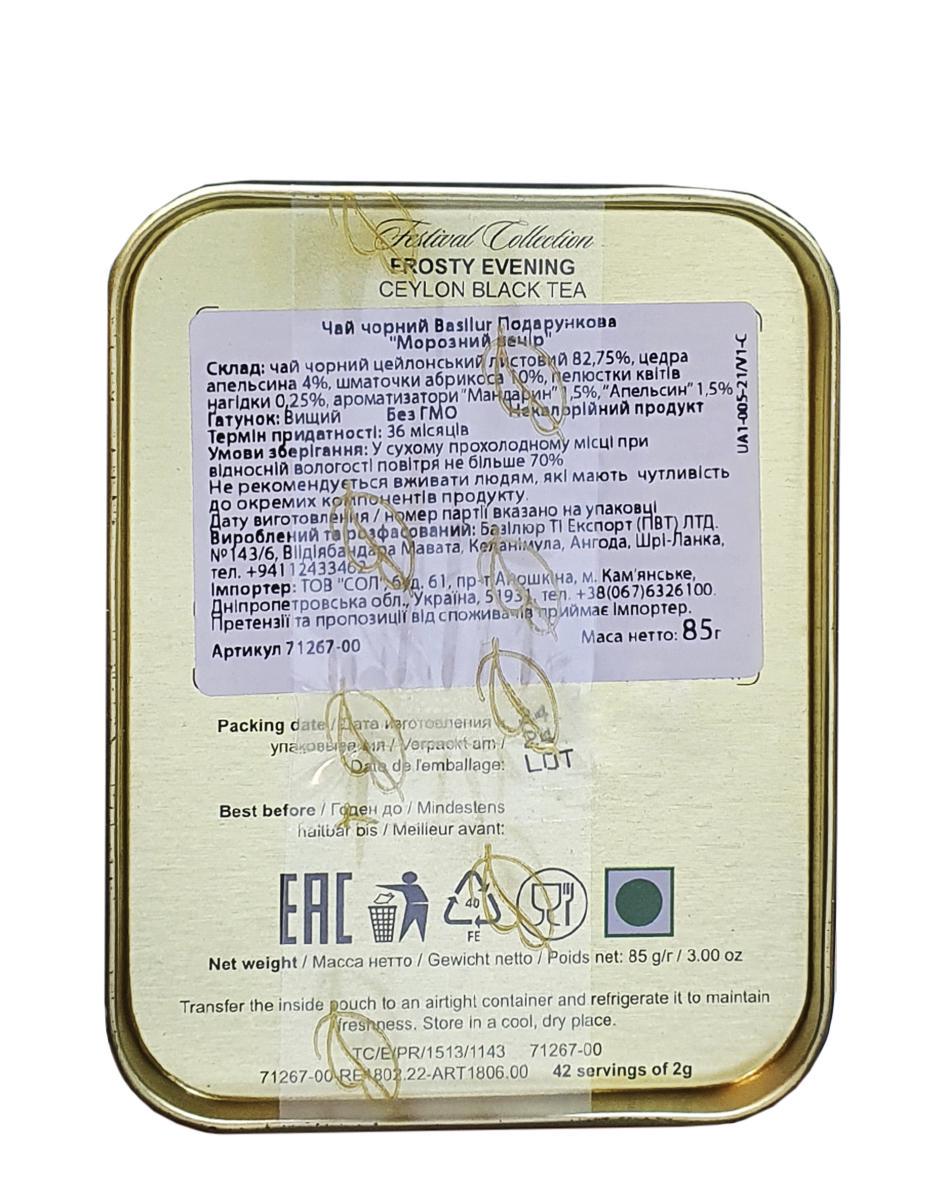 Festival Collection
FROSTY EVENING
CEYLON BLACK TEA
Чай чорний Basilur Подарункова
"Морозний вечір"
Склад: чай чорний цейлонський листовий 82,75%, цедра
апельсина 4%, шматочки абрикоса 10%, пелюстки квітів
нагідки 0,25%, ароматизатори "Мандарин" 1,5%, "Апельсин" 1,5%
Ґатунок: Вищий Без ГМО Некалорійний продукт
Термін придатності: 36 місяців
Умови зберігання: У сухому прохолодному місці при
відносній вологості повітря не більше 70%
Не рекомендується вживати людям, які мають чутливість
до окремих компонентів продукту.
Дату виготовлення / номер партії вказано на упаковці
Вироблений та розфасований: Базілюр Ті Експорт (ПВТ) ЛТД.
№143/6, Віідіябандара Мавата, Келанімула, Ангода, Шрі-Ланка,
тел. +94112433462
Імпортер: ТОВ "СОЛ", буд. 61, пр-т Аношкіна, м. Кам'янське,
Дніпропетровська обл., Україна, тел. +38(067)6326100.
Претензії та пропозиції від споживачів приймає Імпортер.
Артикул 71267-00 Маса нетто: 85г
UA1-005-21/V1-C
Packing date / Дата изготовления и
упаковывания / Verpackt am /
Date de l'emballage:
24
LOT
Best before / Годен до / Mindestens
haltbar bis / Meilleur avant:
EAC
40
FE
Net weight / Масса нетто / Gewicht netto / Poids net: 85 g/г / 3.00 oz
Transfer the inside pouch to an airtight container and refrigerate it to maintain
freshness. Store in a cool, dry place.
TC/E/PR/1513/1143 71267-00
71267-00-RE1802.22-ART1806.00 42 servings of 2g